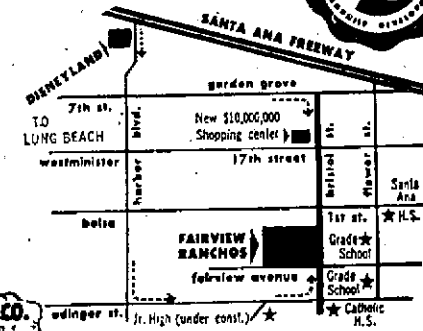 SANTA ANA FREEWAY
DISNEYLAND
garden grove
7th st.
TO
LONG BEACH
blvd.
harbor
New $10,000,000
Shopping center
st.
bristol
st.
flower
westminister
17th street
Santa
Ana
H.S.
bolsa
1st st.
FAIRVIEW
RANCHOS
Grade
School
fairview avenue
Grade
School
CO.
edinger st.
Jr. High (under const.)
Catholic
H.S.